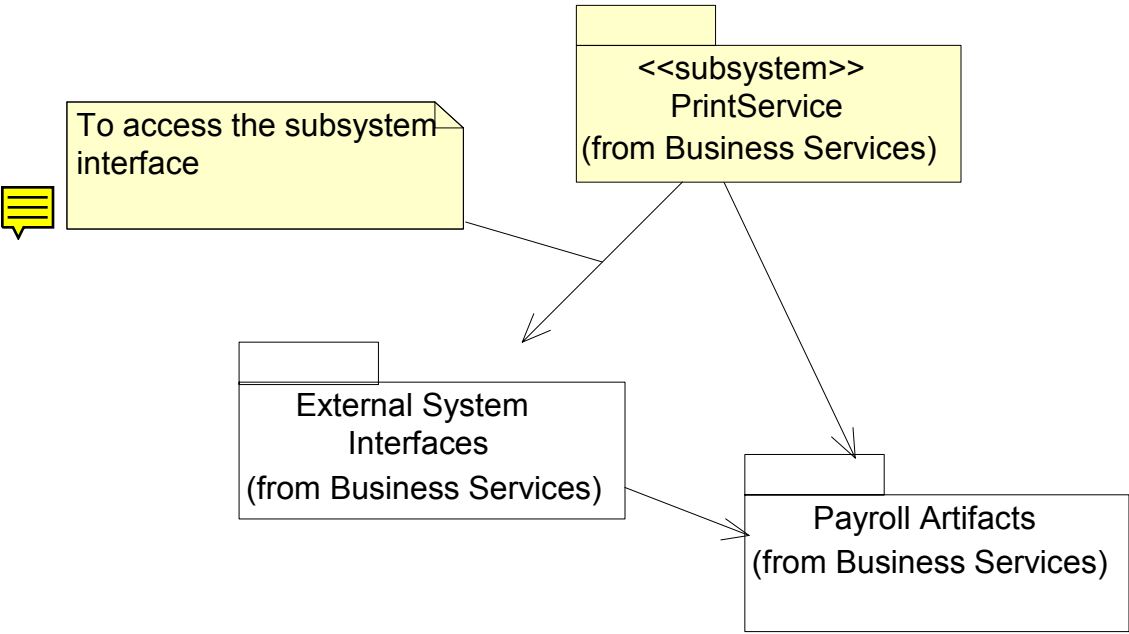 <<subsystem>>
PrintService
(from Business Services)
To access the subsystem
interface
External System
Interfaces
(from Business Services)
Payroll Artifacts
(from Business Services)